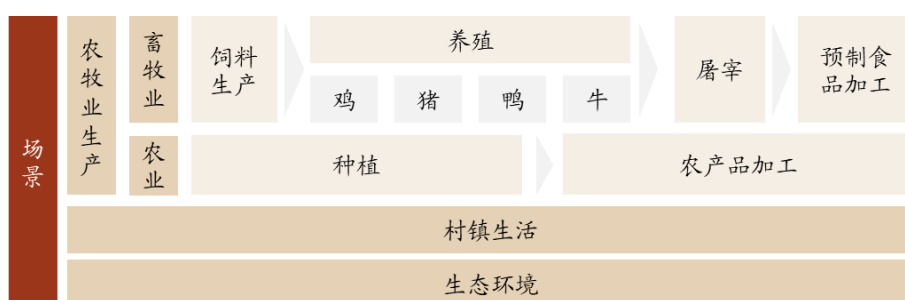 场景
农牧业生产
畜牧业
饲料
生产
养殖
鸡
猪
鸭
牛
屠宰
预制食
品加工
农业
种植
农产品加工
村镇生活
生态环境